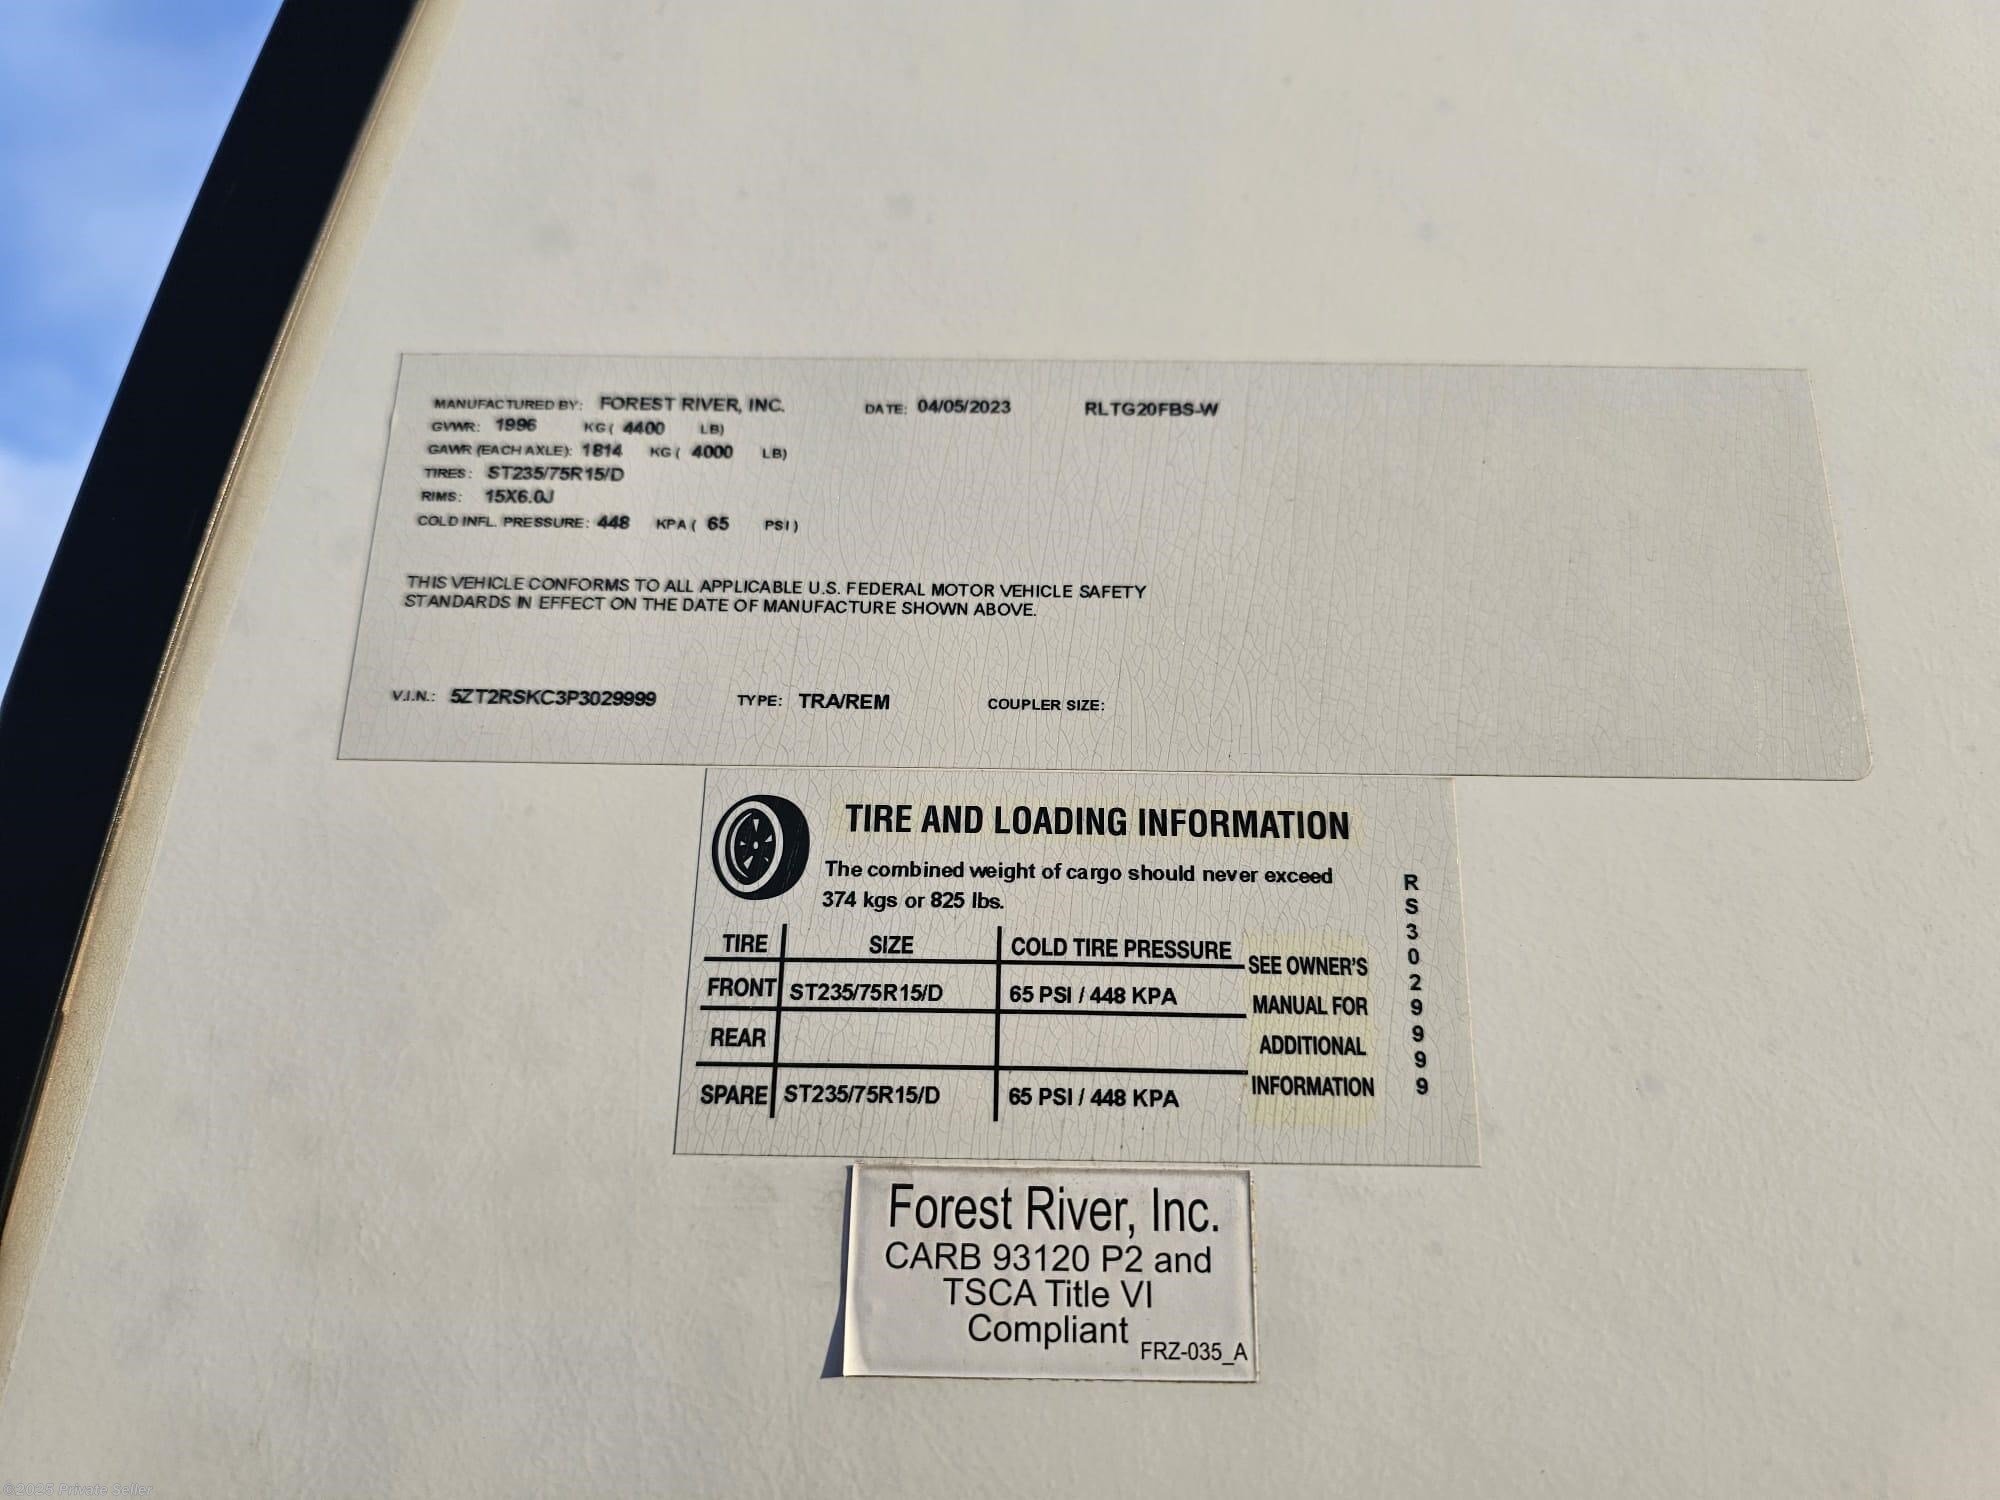 MANUFACTURED BY: FOREST RIVER, INC. DATE: 04/05/2023 RLTG20FBS-W
GVWR: 1996 KG ( 4400 LB)
GAWR (EACH AXLE): 1814 KG ( 4000 LB)
TIRES: ST235/75R15/D
RIMS: 15X6.0J
COLD INFL. PRESSURE: 448 KPA ( 65 PSI )
THIS VEHICLE CONFORMS TO ALL APPLICABLE U.S. FEDERAL MOTOR VEHICLE SAFETY
STANDARDS IN EFFECT ON THE DATE OF MANUFACTURE SHOWN ABOVE.
V.I.N.: 5ZT2RSKC3P3029999 TYPE: TRA/REM COUPLER SIZE:
TIRE AND LOADING INFORMATION
The combined weight of cargo should never exceed
374 kgs or 825 lbs.
TIRE SIZE COLD TIRE PRESSURE
FRONT ST235/75R15/D 65 PSI / 448 KPA
REAR
SPARE ST235/75R15/D 65 PSI / 448 KPA
SEE OWNER'S
MANUAL FOR
ADDITIONAL
INFORMATION
RS3029999
Forest River, Inc.
CARB 93120 P2 and
TSCA Title VI
Compliant
FRZ-035_A
©2025 Private Seller